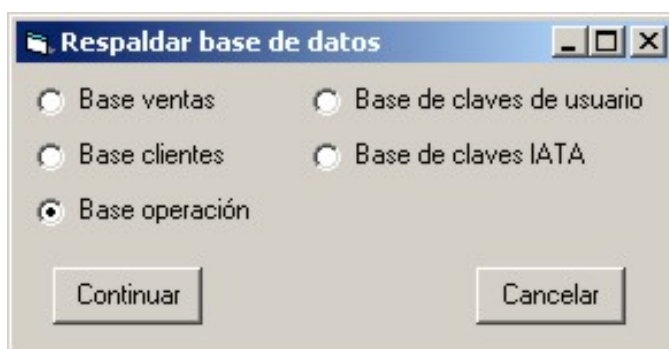 Respaldar base de datos
Base ventas
Base de claves de usuario
Base clientes
Base de claves IATA
Base operación
Continuar
Cancelar